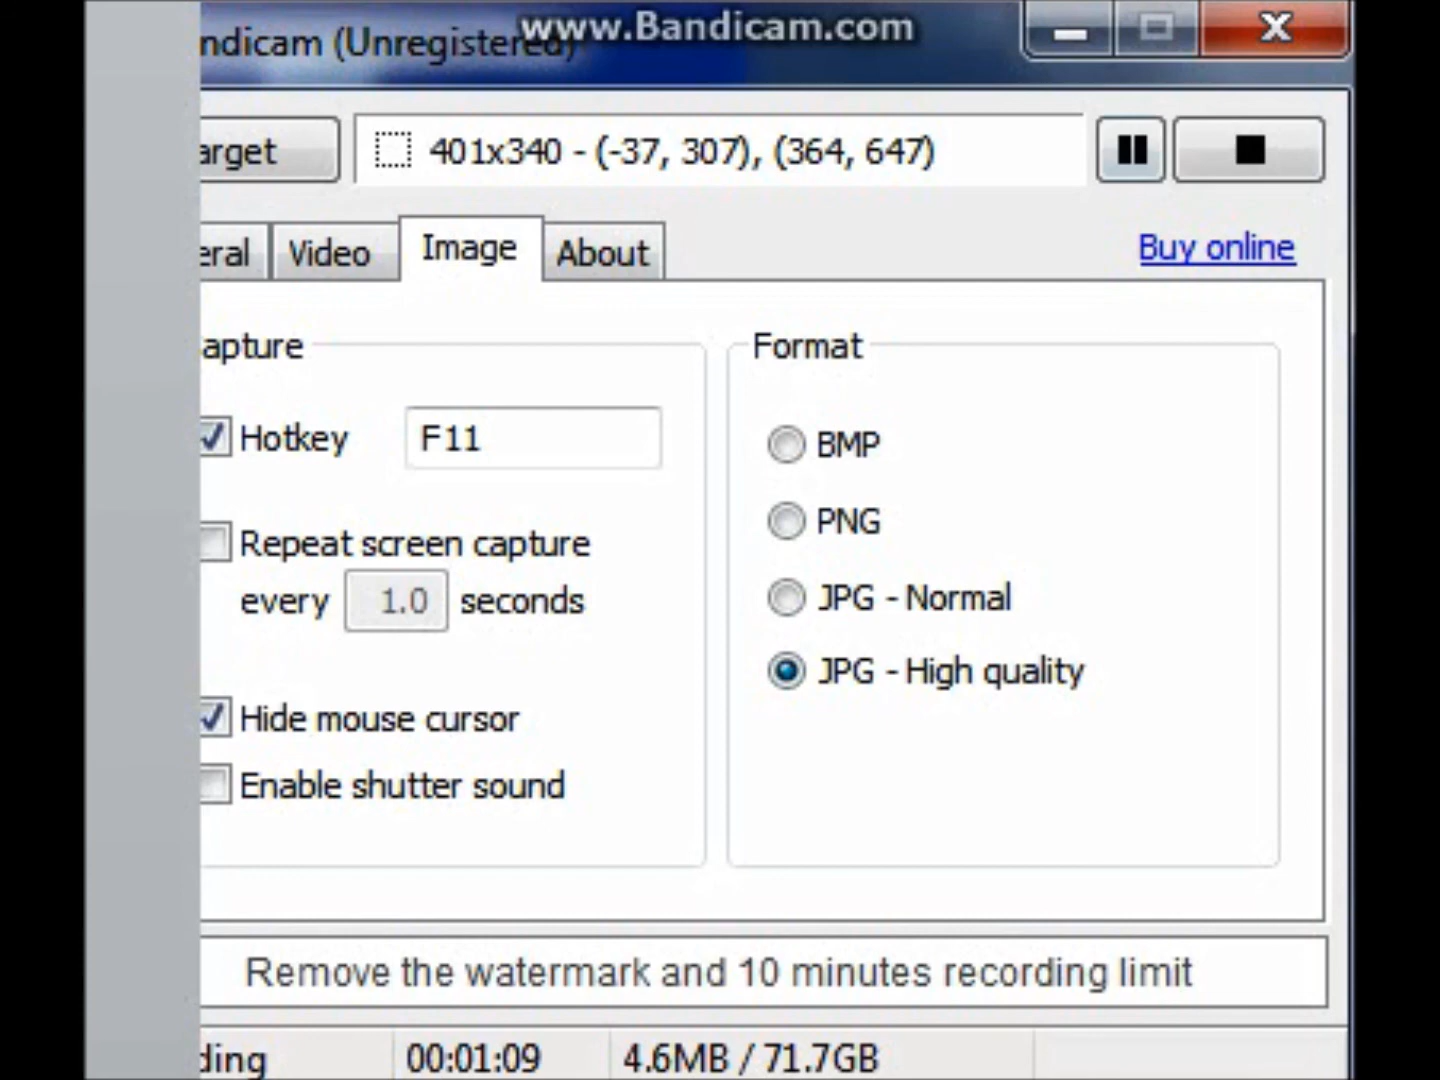 www.Bandicam.com
ndicam (Unregistered)
arget
401x340 - (-37, 307), (364, 647)
eral
Video
Image
About
Buy online
apture
Format
Hotkey
F11
BMP
PNG
Repeat screen capture
every 1.0 seconds
JPG - Normal
JPG - High quality
Hide mouse cursor
Enable shutter sound
Remove the watermark and 10 minutes recording limit
ding
00:01:09
4.6MB / 71.7GB